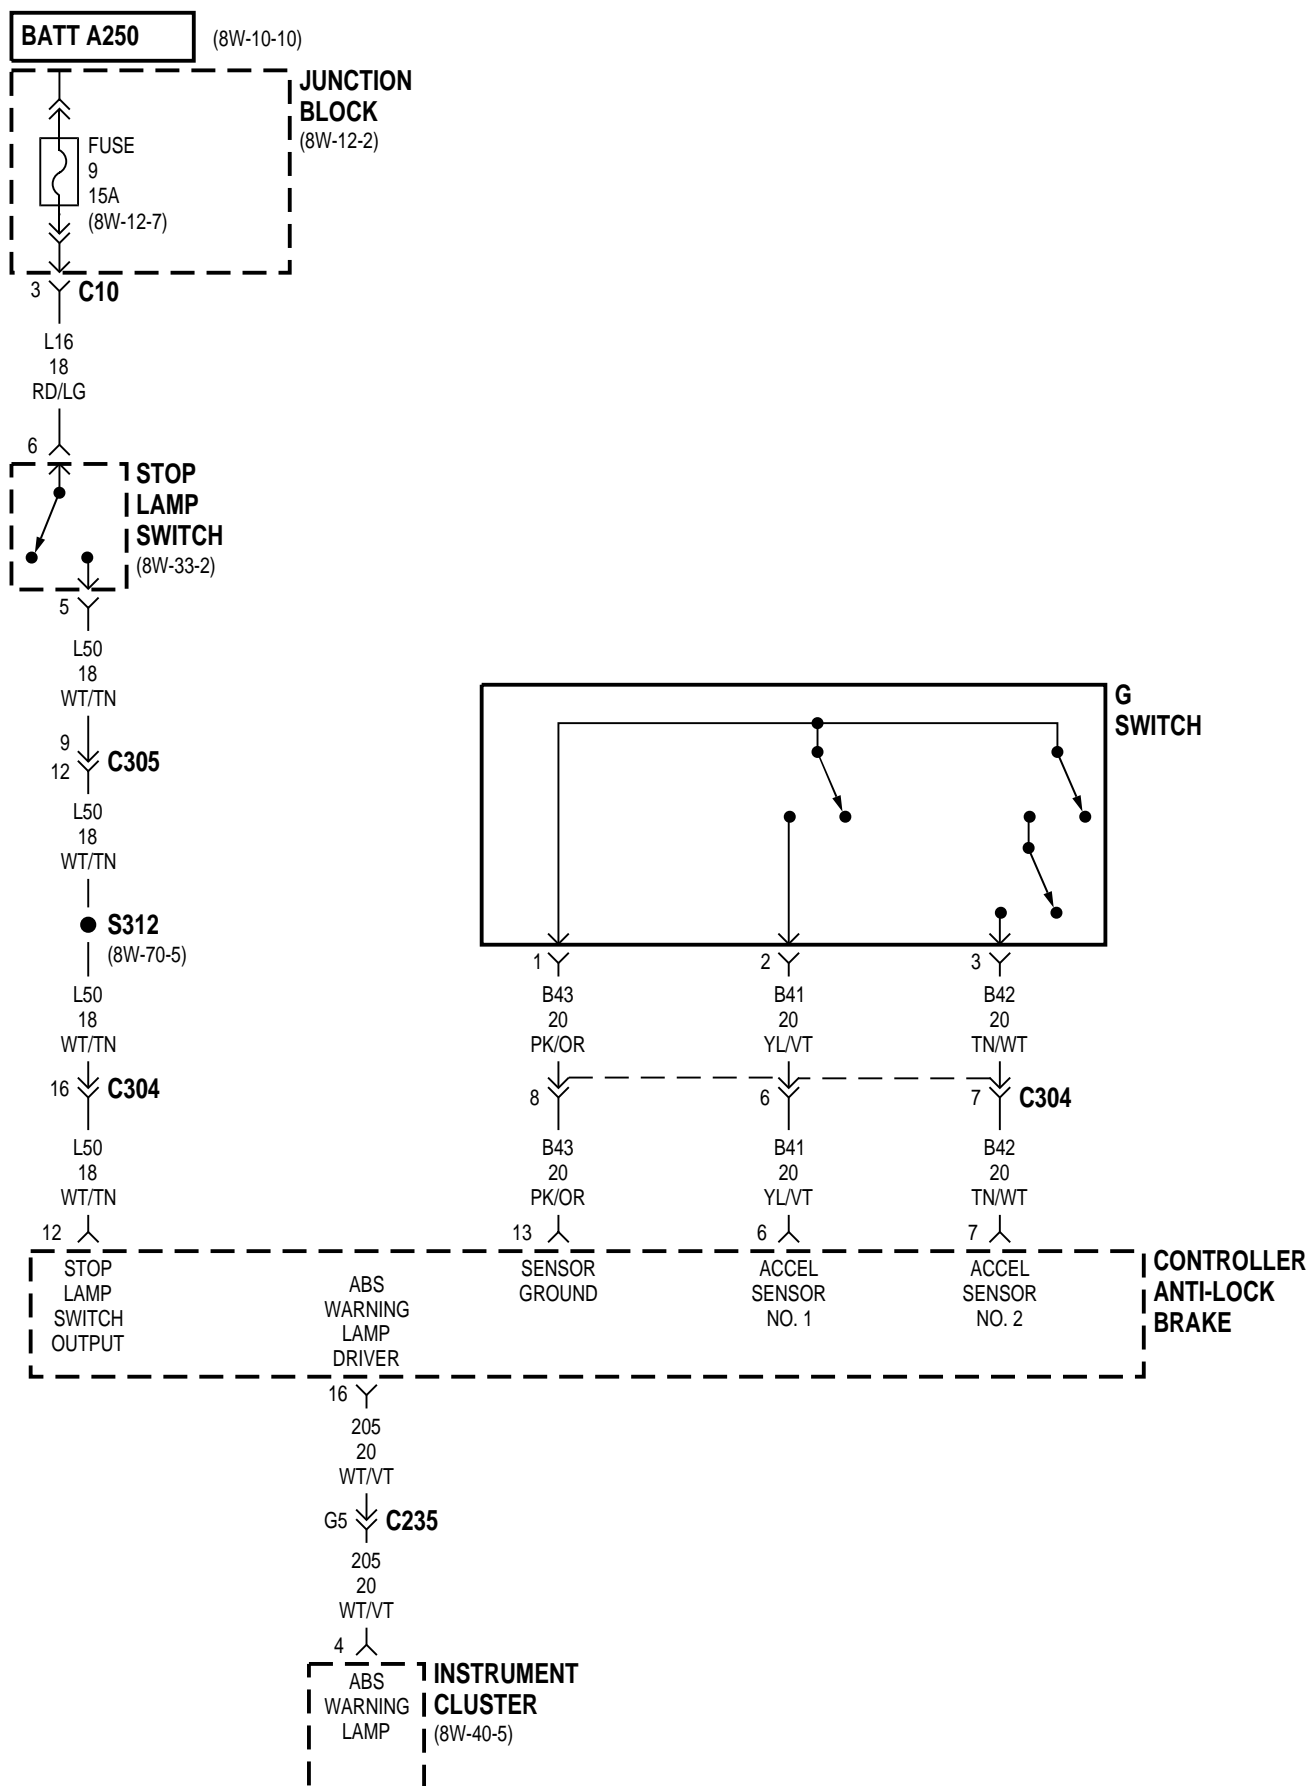 BATT A250
(8W-10-10)
JUNCTION
BLOCK
(8W-12-2)
FUSE
9
15A
(8W-12-7)
3
C10
L16
18
RD/LG
6
STOP
LAMP
SWITCH
(8W-33-2)
5
L50
18
WT/TN
9
12
C305
L50
18
WT/TN
S312
(8W-70-5)
L50
18
WT/TN
16
C304
L50
18
WT/TN
12
G
SWITCH
1
B43
20
PK/OR
8
B43
20
PK/OR
13
2
B41
20
YL/VT
6
B41
20
YL/VT
6
3
B42
20
TN/WT
7
C304
B42
20
TN/WT
7
STOP
LAMP
SWITCH
OUTPUT
ABS
WARNING
LAMP
DRIVER
SENSOR
GROUND
ACCEL
SENSOR
NO. 1
ACCEL
SENSOR
NO. 2
CONTROLLER
ANTI-LOCK
BRAKE
16
205
20
WT/VT
G5
C235
205
20
WT/VT
4
ABS
WARNING
LAMP
INSTRUMENT
CLUSTER
(8W-40-5)